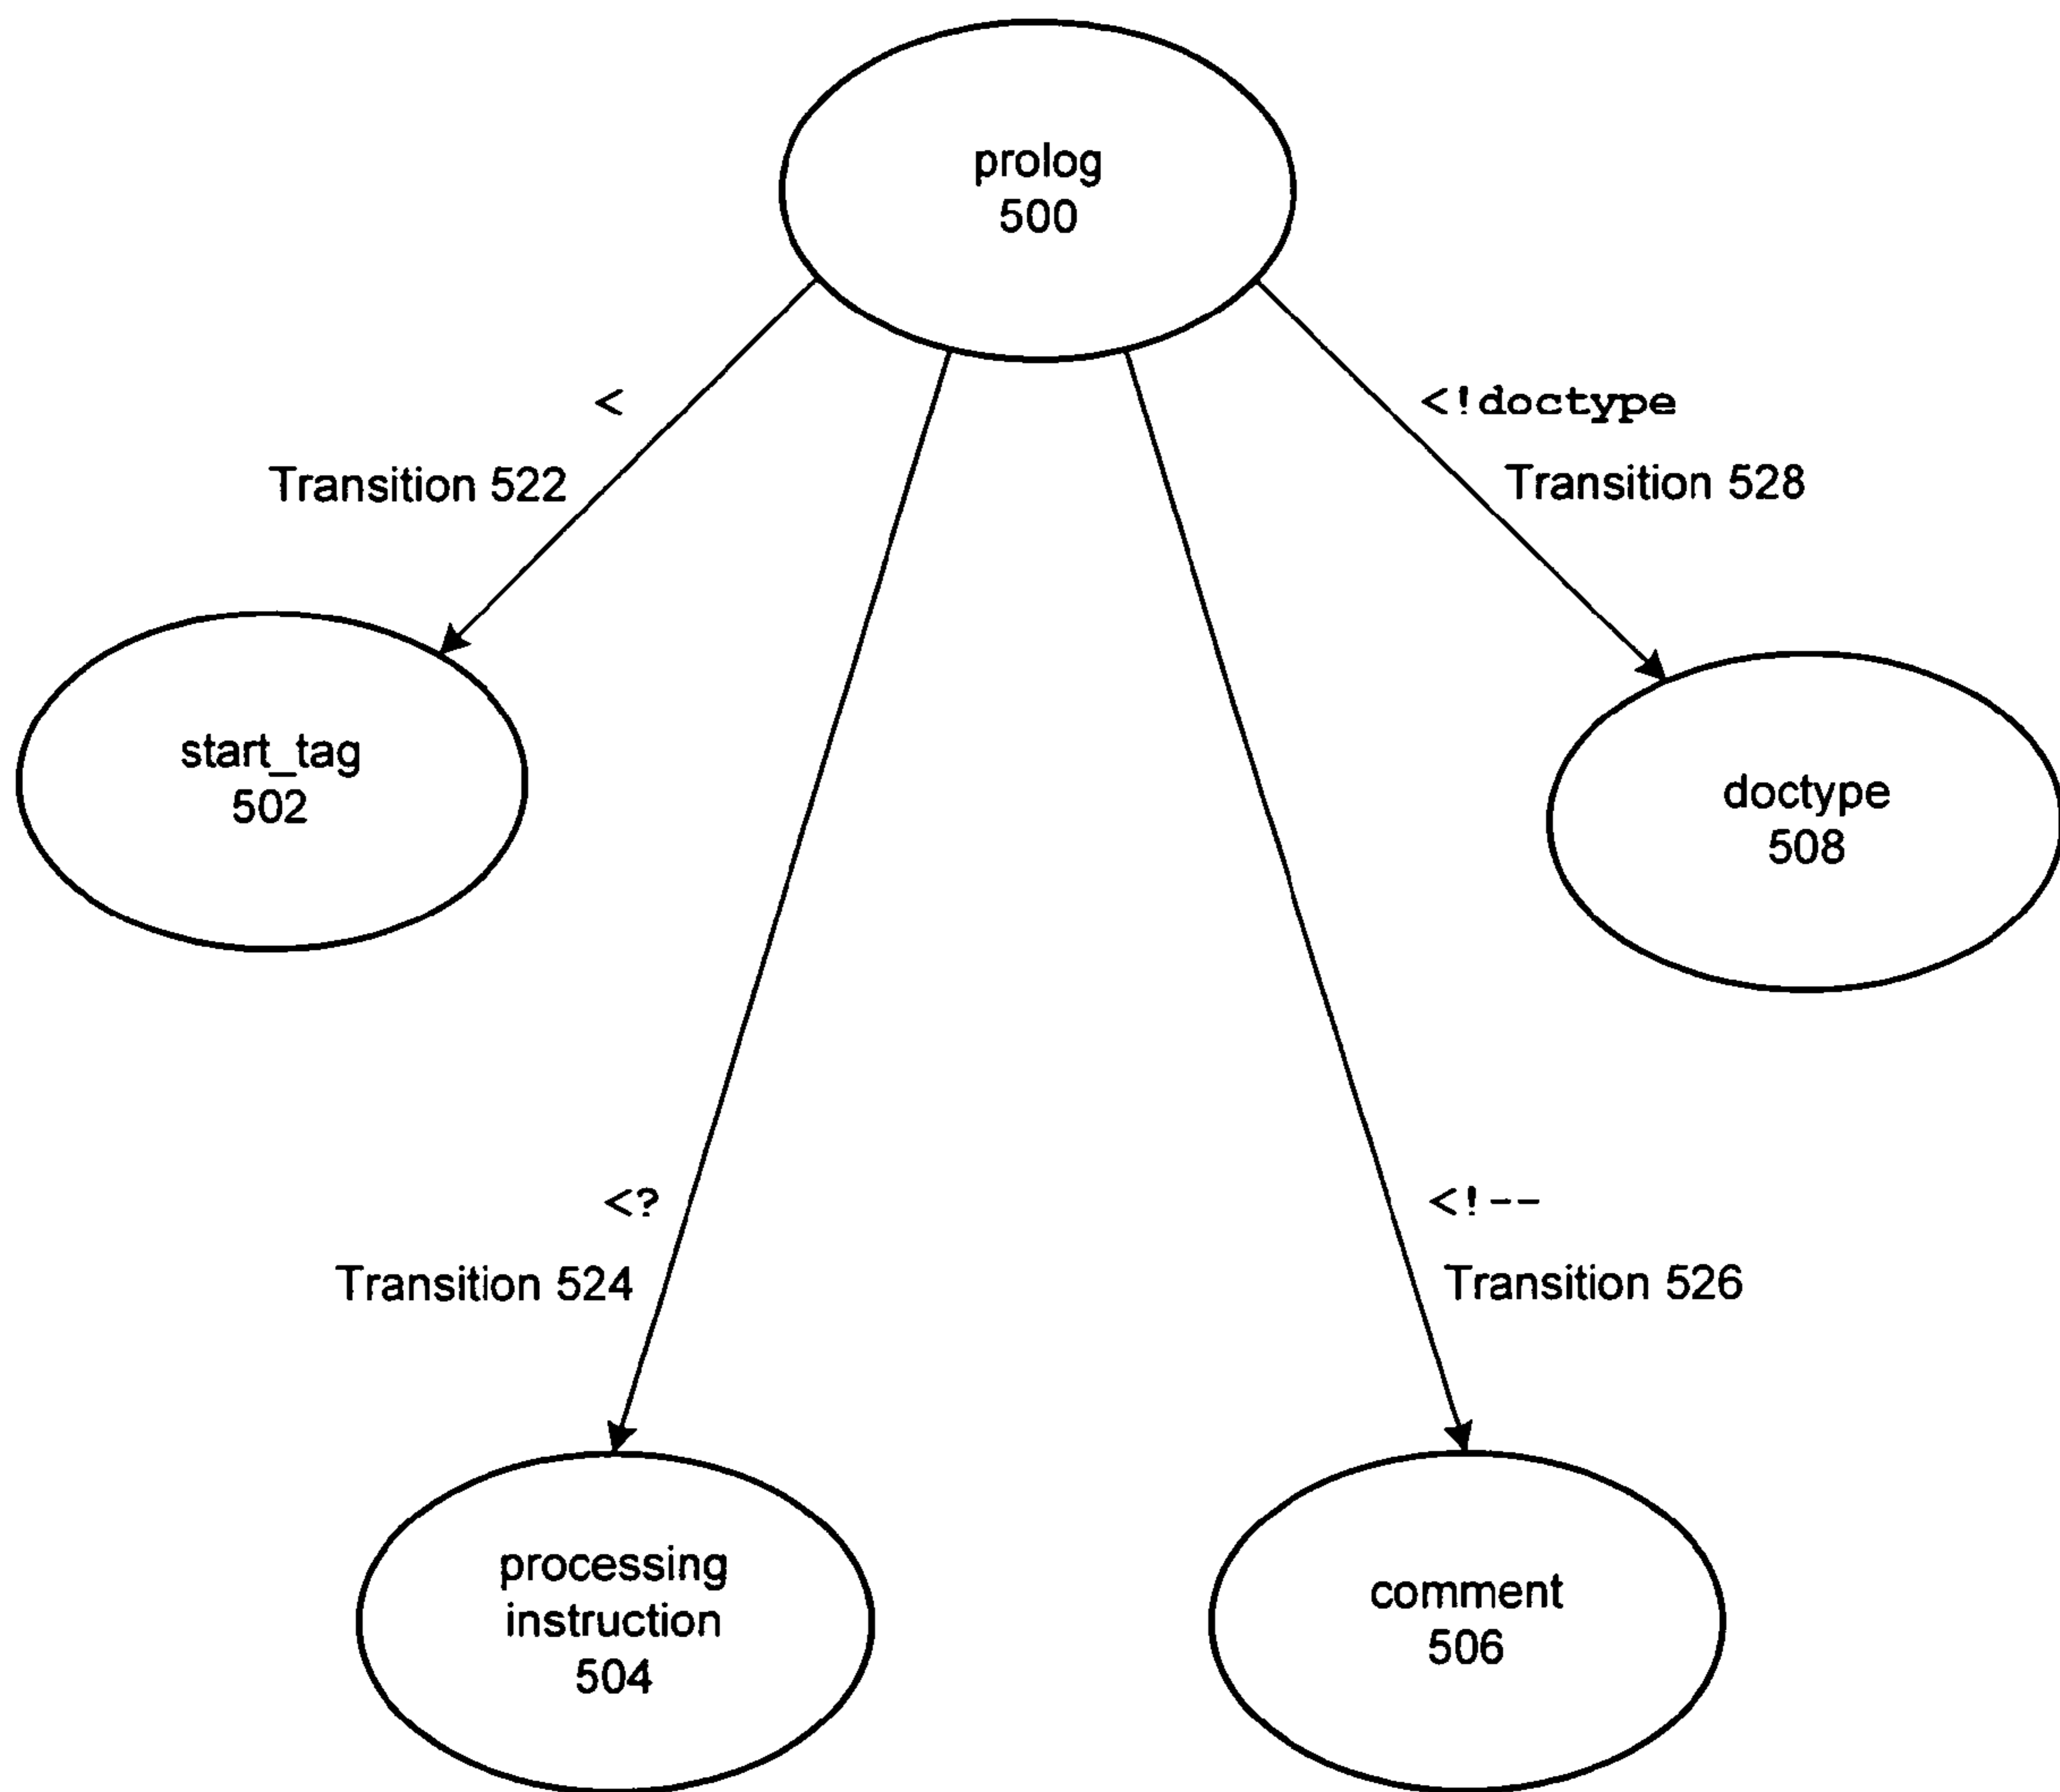 prolog
500
<
Transition 522
<!doctype
Transition 528
start_tag
502
doctype
508
<?
Transition 524
<!--
Transition 526
processing
instruction
504
comment
506